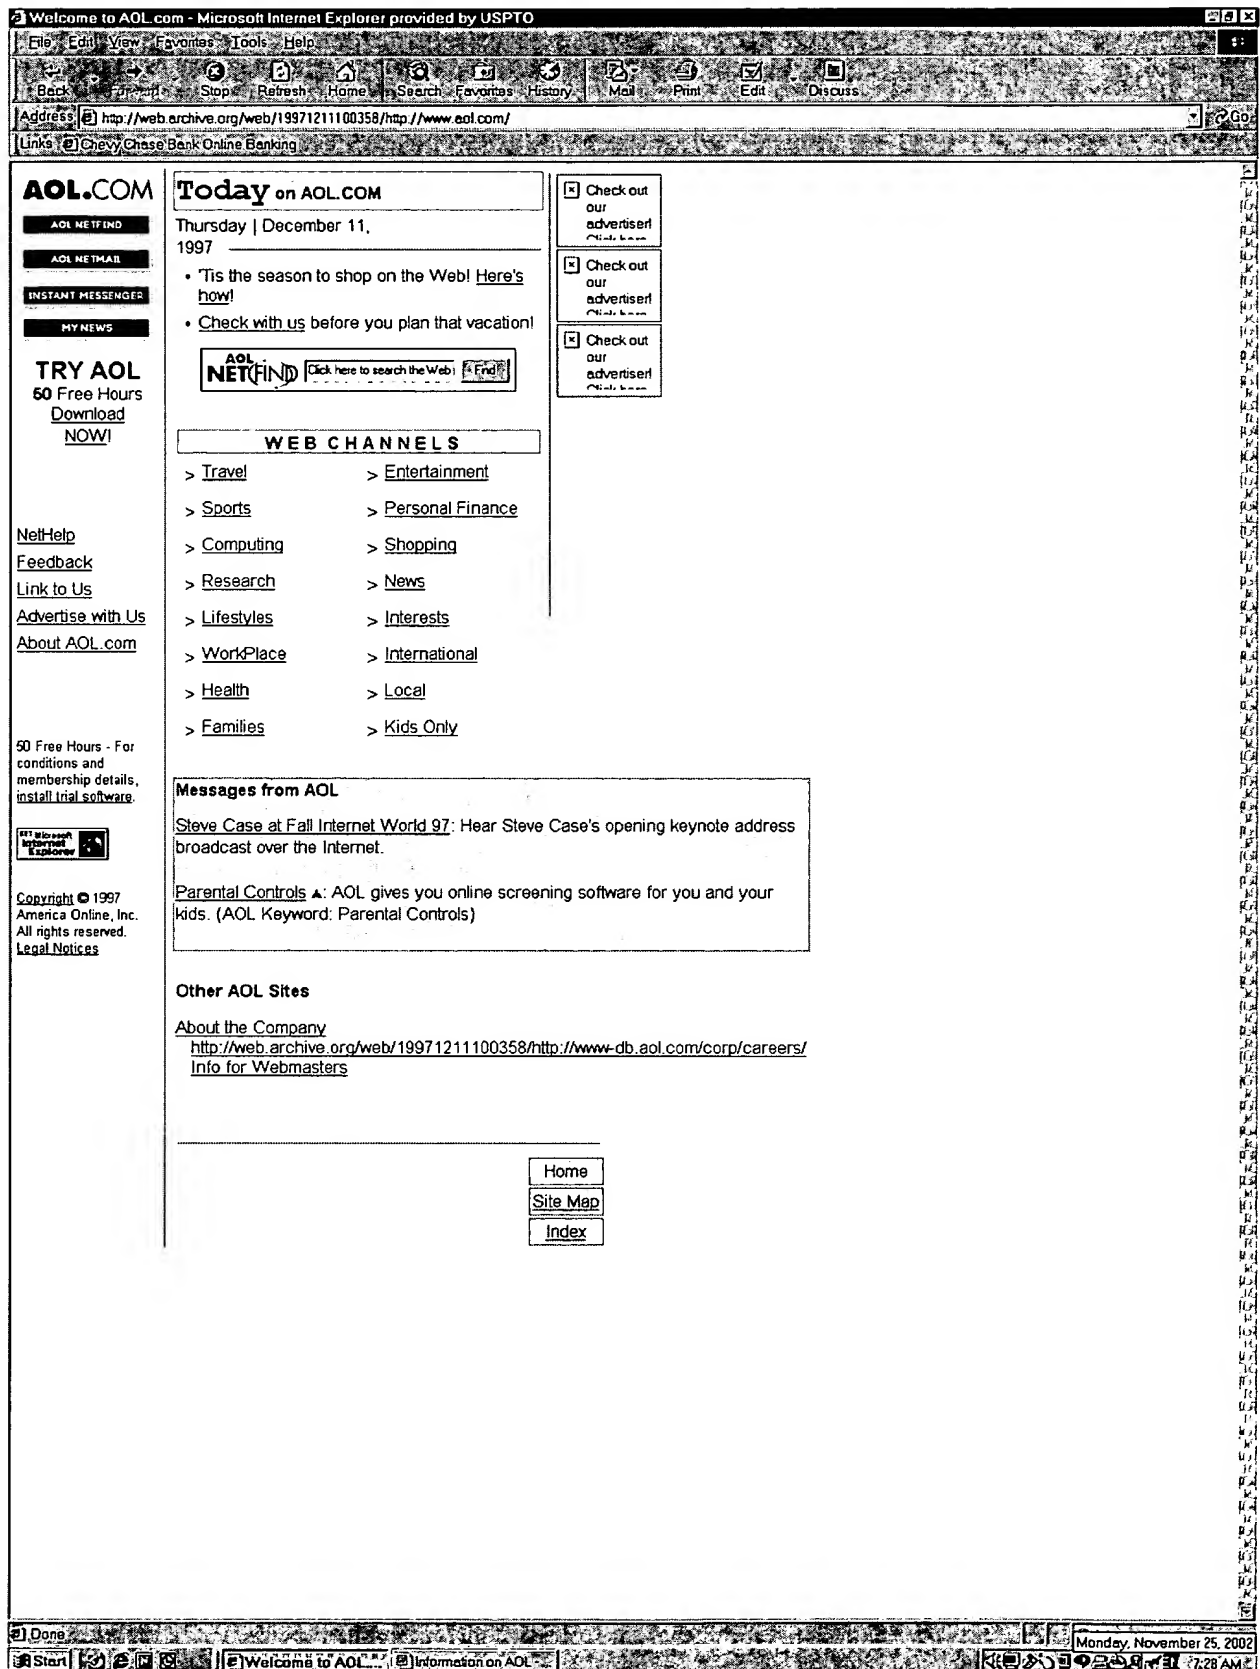 Welcome to AOL.com - Microsoft Internet Explorer provided by USPTO
File Edit View Favorites Tools Help
Back Forward Stop Refresh Home Search Favorites History Mail Print Edit Discuss
Address http://web.archive.org/web/19971211100358/http://www.aol.com/ Go
Links Chevy Chase Bank Online Banking
AOL.COM
AOL NETFIND
AOL NETMAIL
INSTANT MESSENGER
MY NEWS
TRY AOL
50 Free Hours
Download
NOW!
NetHelp
Feedback
Link to Us
Advertise with Us
About AOL.com
50 Free Hours - For
conditions and
membership details,
install trial software.
Microsoft
Internet
Explorer
Copyright © 1997
America Online, Inc.
All rights reserved.
Legal Notices
Today on AOL.COM
Thursday | December 11,
1997
• 'Tis the season to shop on the Web! Here's
how!
• Check with us before you plan that vacation!
AOL NETFIND Click here to search the Web Find
WEB CHANNELS
> Travel > Entertainment
> Sports > Personal Finance
> Computing > Shopping
> Research > News
> Lifestyles > Interests
> WorkPlace > International
> Health > Local
> Families > Kids Only
Check out
our
advertiser!
Click here
Check out
our
advertiser!
Click here
Check out
our
advertiser!
Click here
Messages from AOL
Steve Case at Fall Internet World 97: Hear Steve Case's opening keynote address
broadcast over the Internet.
Parental Controls ▲: AOL gives you online screening software for you and your
kids. (AOL Keyword: Parental Controls)
Other AOL Sites
About the Company
http://web.archive.org/web/19971211100358/http://www-db.aol.com/corp/careers/
Info for Webmasters
Home
Site Map
Index
Done
Monday, November 25, 2002
Start Welcome to AOL... Information on AOL... 7:28 AM